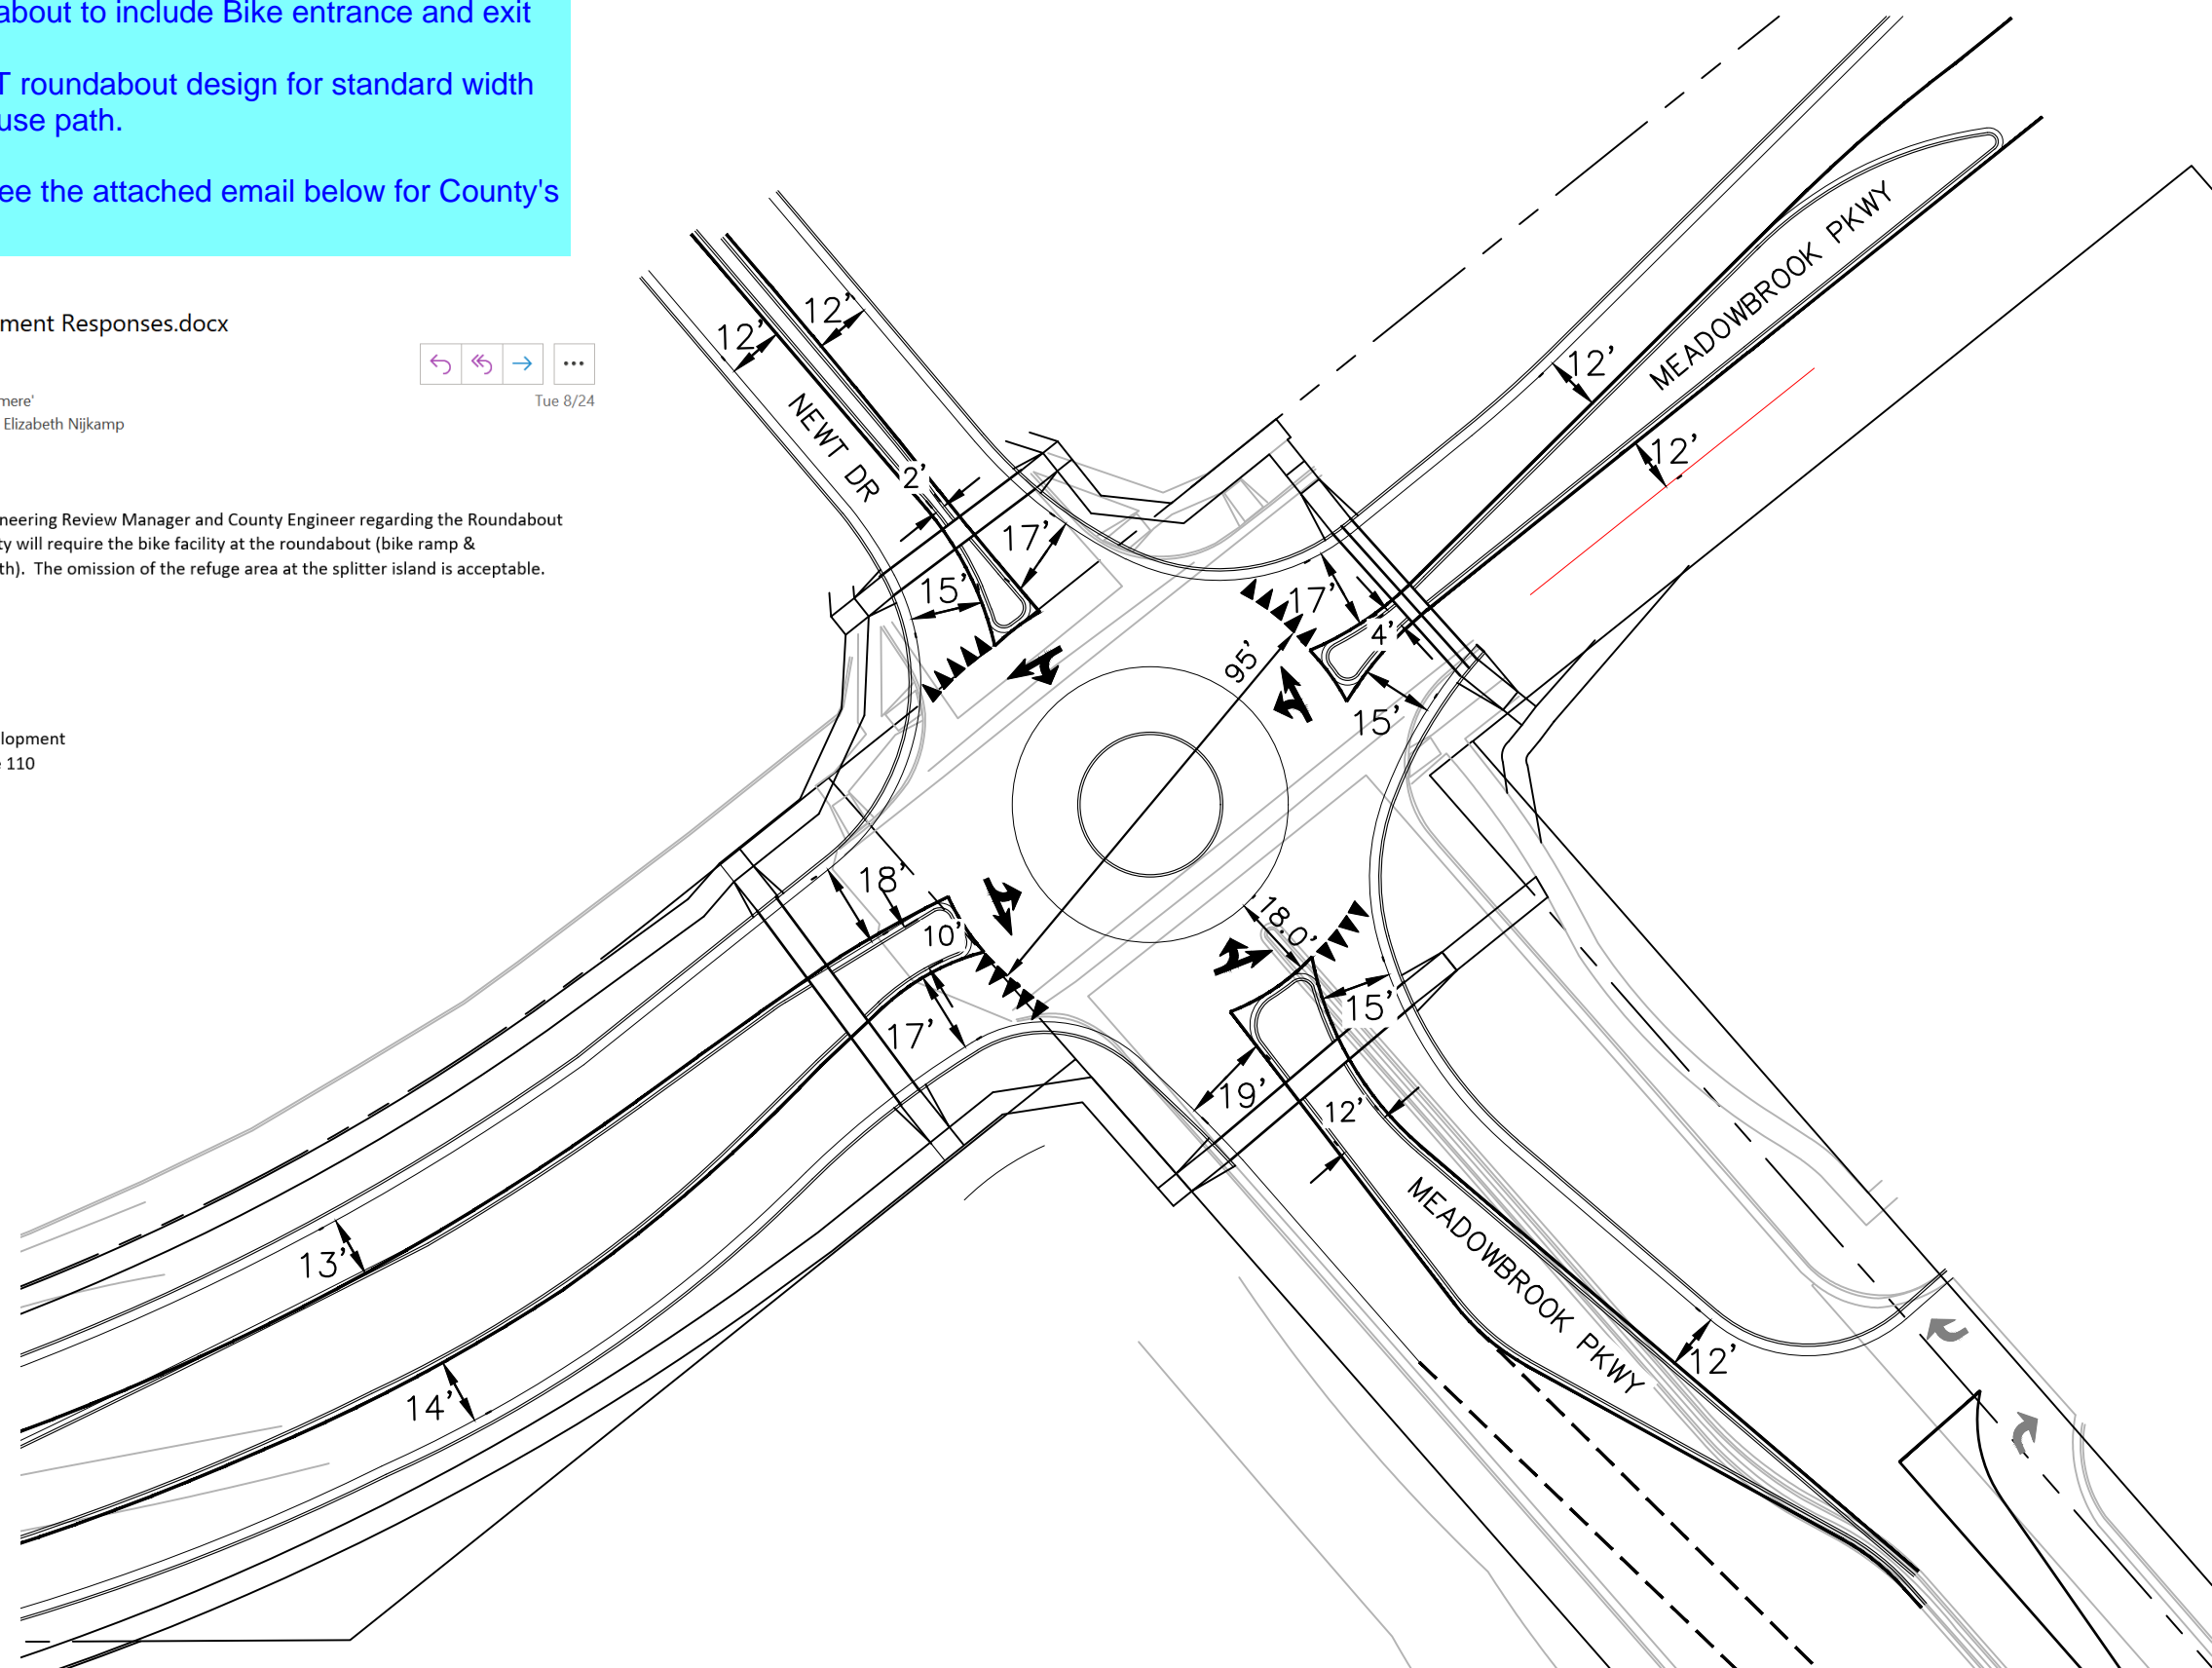 about to include Bike entrance and exit
T roundabout design for standard width
use path.
ee the attached email below for County's
ment Responses.docx
mere'
Tue 8/24
Elizabeth Nijkamp
neering Review Manager and County Engineer regarding the Roundabout
ty will require the bike facility at the roundabout (bike ramp &
th).  The omission of the refuge area at the splitter island is acceptable.
lopment
110
12'
12'
NEWT DR
2'
17'
15'
MEADOWBROOK PKWY
12'
12'
17'
4'
95'
15'
18'
10'
17'
18.0'
15'
19'
12'
MEADOWBROOK PKWY
12'
13'
14'